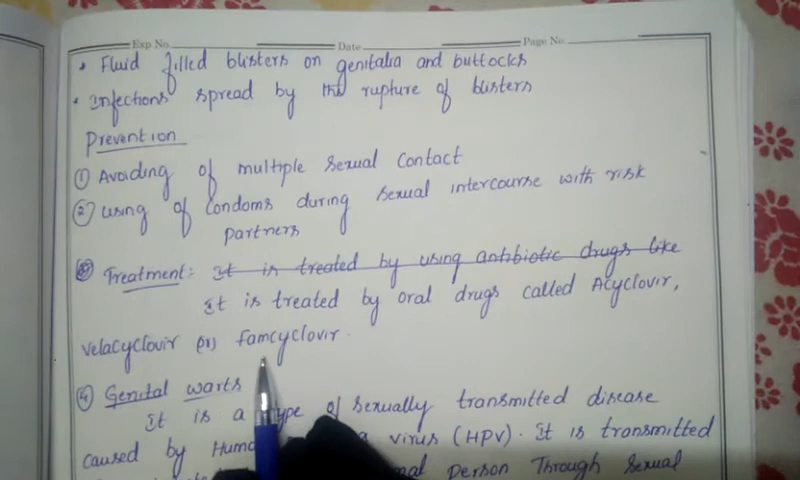 Exp No. Date Page No.
• Fluid filled blisters on genitalia and buttocks
• Infections spread by the rupture of blisters
Prevention
① Avoiding of multiple sexual contact
② Using of Condoms during sexual intercourse with risk
partners
Treatment: It is treated by using antibiotic drugs like
It is treated by oral drugs called Acyclovir,
Velacyclovir (or) Famcyclovir.
④ Genital warts
It is a type of sexually transmitted disease
caused by Huma a virus (HPV). It is transmitted
mal person Through sexual